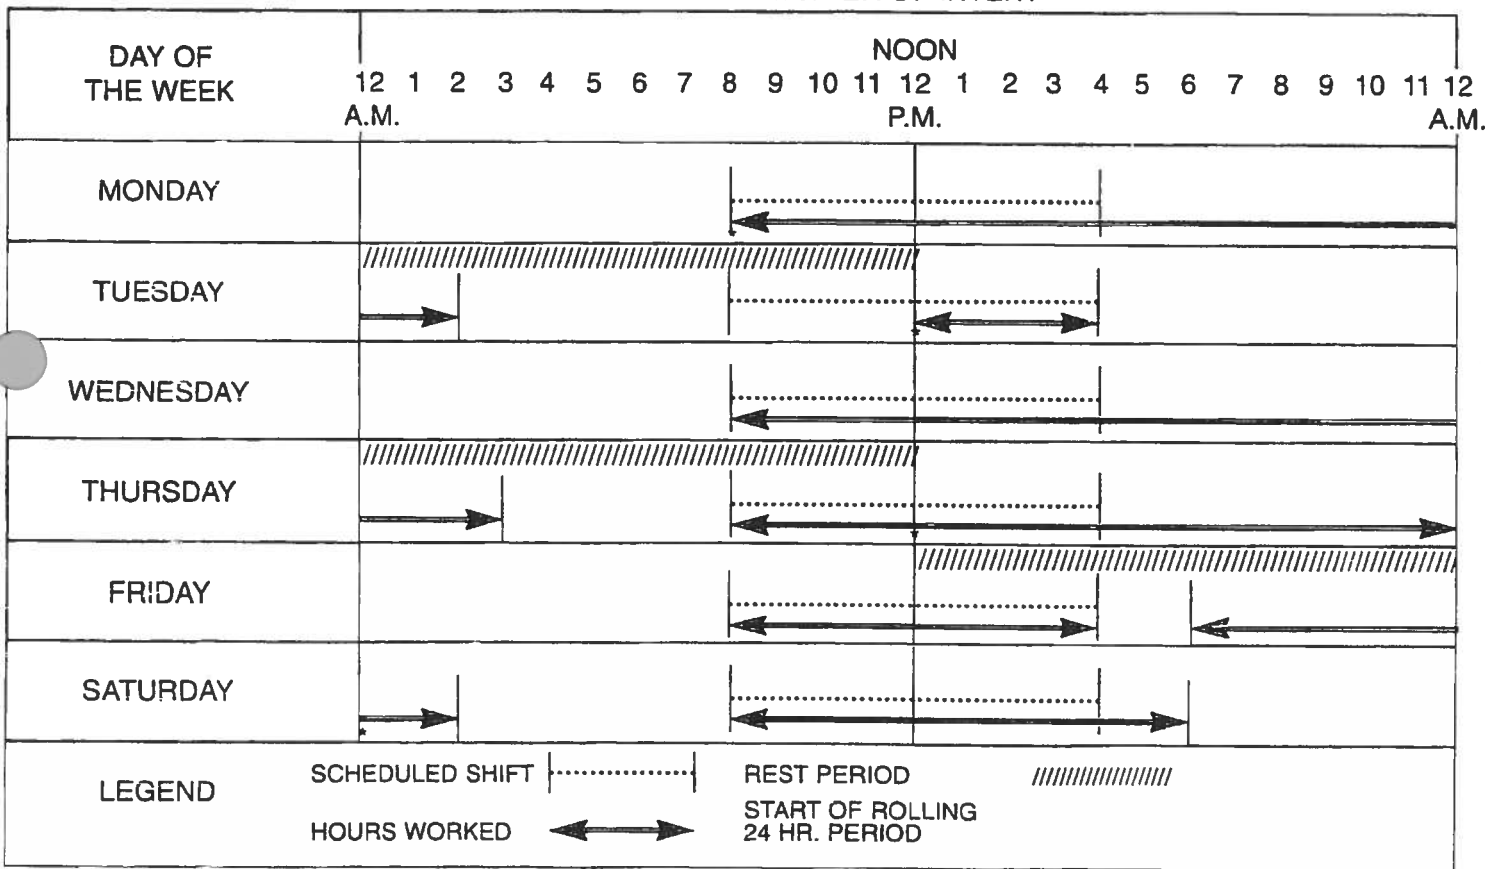 DAY OF
THE WEEK
NOON
12 1 2 3 4 5 6 7 8 9 10 11 12 1 2 3 4 5 6 7 8 9 10 11 12
A.M. P.M. A.M.
MONDAY
TUESDAY
WEDNESDAY
THURSDAY
FRIDAY
SATURDAY
LEGEND
SCHEDULED SHIFT
REST PERIOD
HOURS WORKED
START OF ROLLING
24 HR. PERIOD